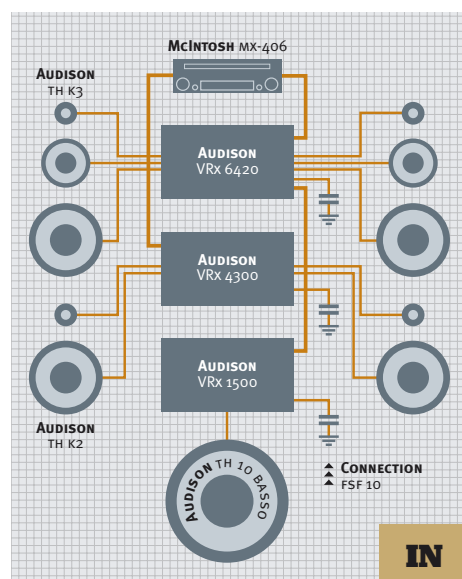 McIntosh MX-406
Audison
TH K3
Audison
VRx 6420
Audison
VRx 4300
Audison
VRx 1500
Audison
TH K2
Audison TH 10 BASSO
Connection
FSF 10
IN